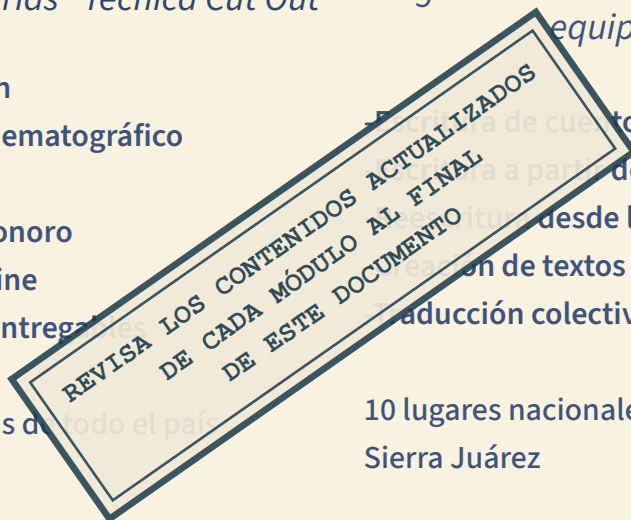 Técnica Cut Out
equip
ematográfico
onoro
ine
ntregables
s de todo el país
-Escritura de cuento
-Escritura a partir de
-Reescritura desde l
-Creación de textos
-Traducción colectiv
10 lugares nacionale
Sierra Juárez
REVISA LOS CONTENIDOS ACTUALIZADOS
DE CADA MÓDULO AL FINAL
DE ESTE DOCUMENTO